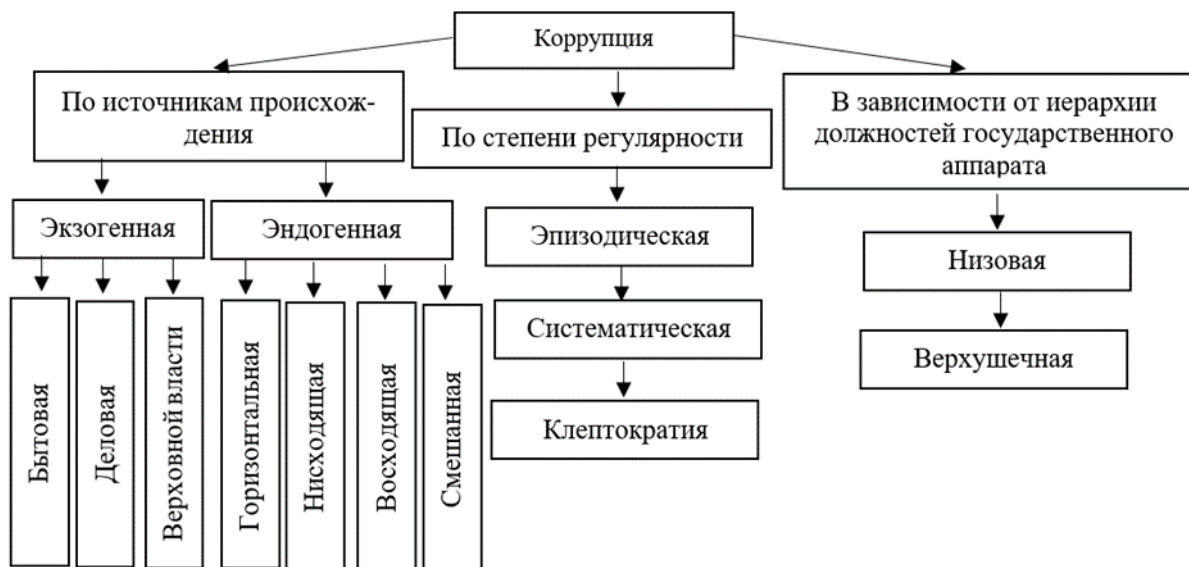 Коррупция
По источникам происхож-
дения
По степени регулярности
В зависимости от иерархии
должностей государственного
аппарата
Экзогенная
Эндогенная
Эпизодическая
Низовая
Бытовая
Деловая
Верховной власти
Горизонтальная
Нисходящая
Восходящая
Смешанная
Систематическая
Верхушечная
Клептократия